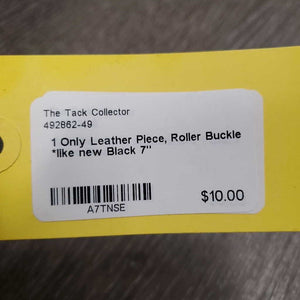 The Tack Collector
492862-49
1 Only Leather Piece, Roller Buckle
*like new Black 7"
$10.00
A7TNSE